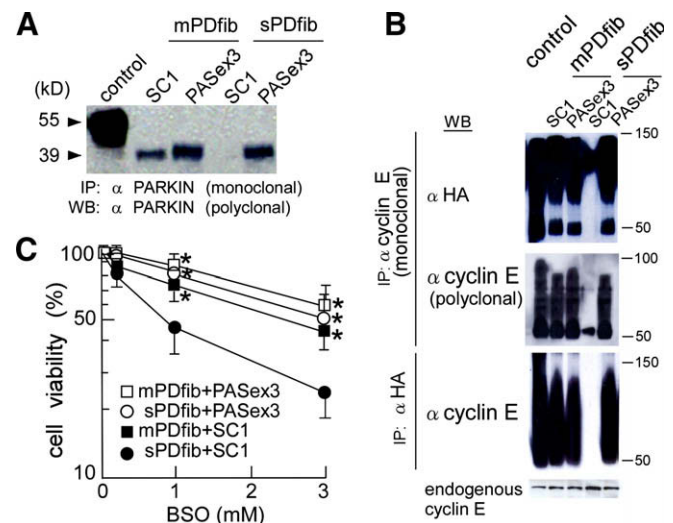 A
mPDfib sPDfib
(kD) control SC1 PASex3 SC1 PASex3
55
39
IP: α PARKIN (monoclonal)
WB: α PARKIN (polyclonal)
B
control mPDfib sPDfib
WB SC1 PASex3 SC1 PASex3
150
IP: α cyclin E (monoclonal)
α HA
50
100
α cyclin E
(polyclonal)
50
150
IP: α HA
α cyclin E
50
endogenous
cyclin E
C
100
50
10
cell viability (%)
* * *
* * *
mPDfib+PASex3
sPDfib+PASex3
mPDfib+SC1
sPDfib+SC1
0 1 2 3
BSO (mM)